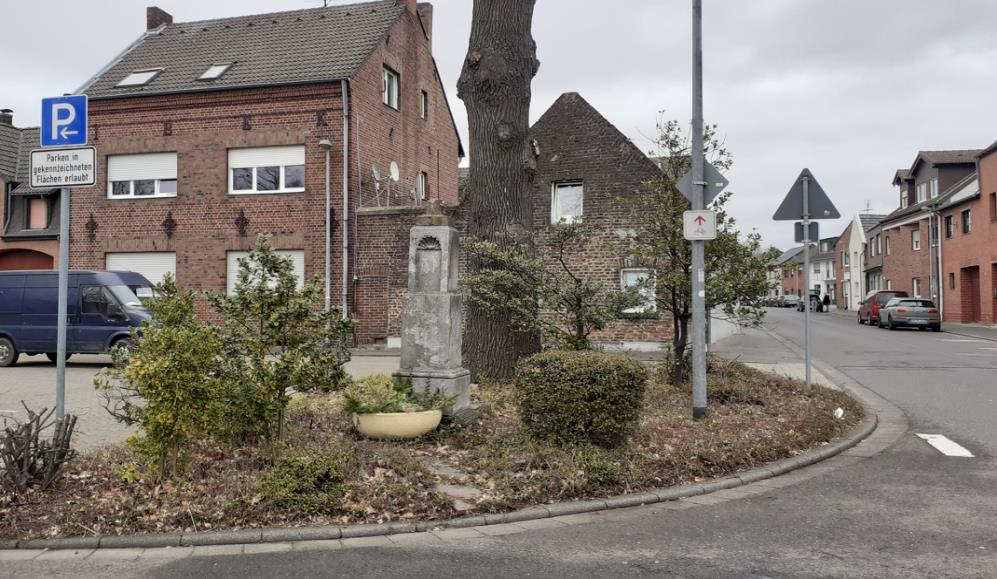 P
Parken in
gekennzeichneten
Flächen erlaubt